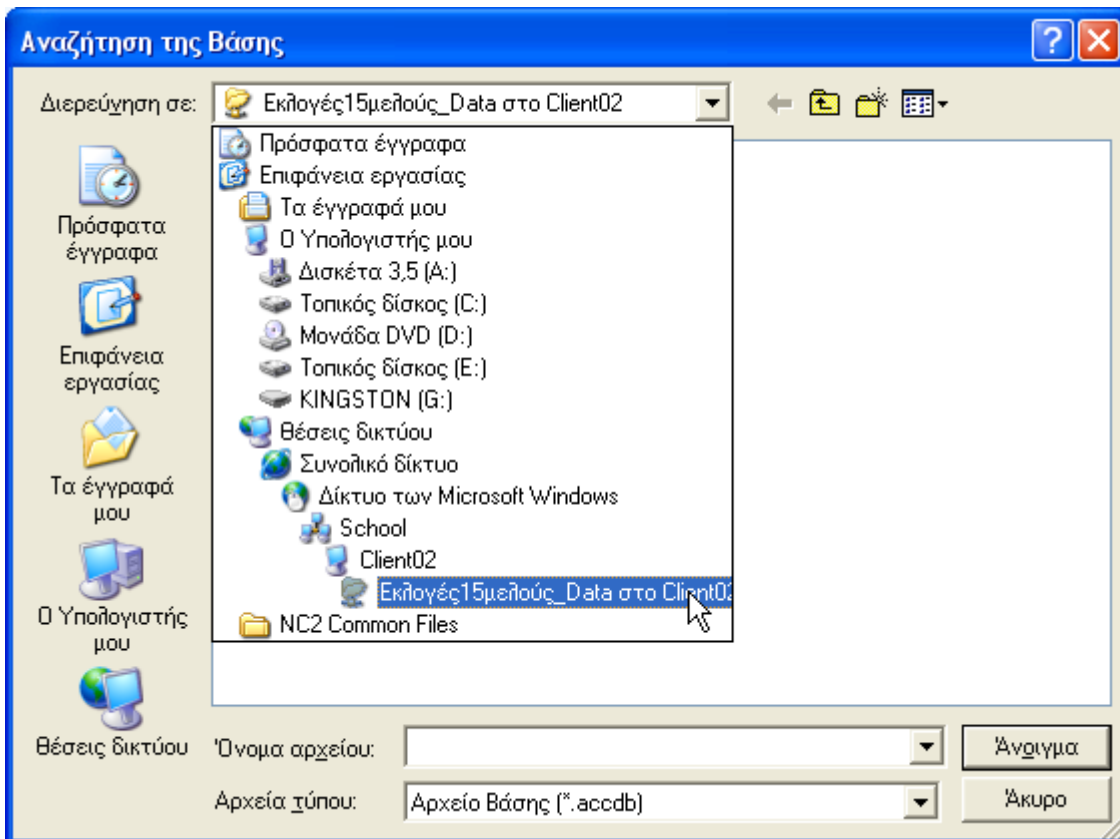 Αναζήτηση της Βάσης
Διερεύνηση σε:
Εκλογές15μελούς_Data στο Client02
Πρόσφατα έγγραφα
Επιφάνεια εργασίας
Τα έγγραφά μου
Ο Υπολογιστής μου
Δισκέτα 3,5 (A:)
Τοπικός δίσκος (C:)
Μονάδα DVD (D:)
Τοπικός δίσκος (E:)
KINGSTON (G:)
Θέσεις δικτύου
Συνολικό δίκτυο
Δίκτυο των Microsoft Windows
School
Client02
Εκλογές15μελούς_Data στο Client02
NC2 Common Files
Πρόσφατα
έγγραφα
Επιφάνεια
εργασίας
Τα έγγραφά
μου
Ο Υπολογιστής
μου
Θέσεις δικτύου
Όνομα αρχείου:
Άνοιγμα
Αρχεία τύπου:
Αρχείο Βάσης (*.accdb)
Άκυρο